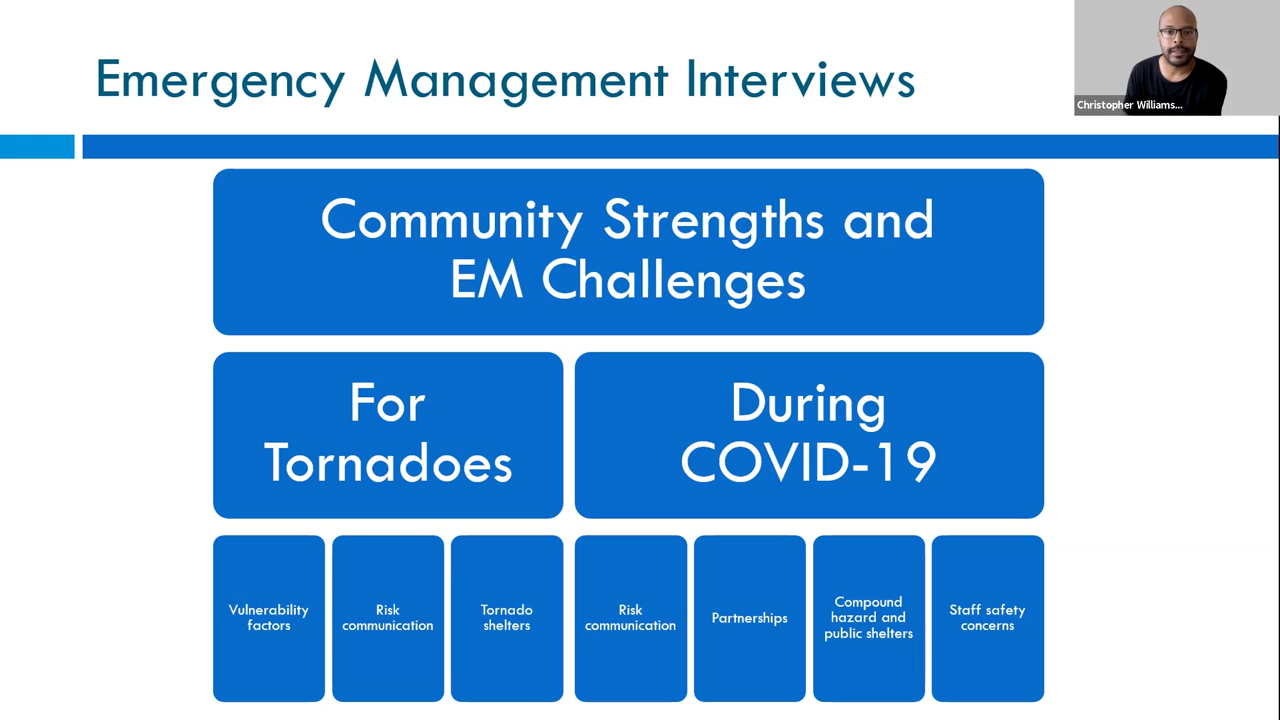 Emergency Management Interviews
Christopher Williams...
Community Strengths and
EM Challenges
For
Tornadoes
During
COVID-19
Vulnerability
factors
Risk
communication
Tornado
shelters
Risk
communication
Partnerships
Compound
hazard and
public shelters
Staff safety
concerns